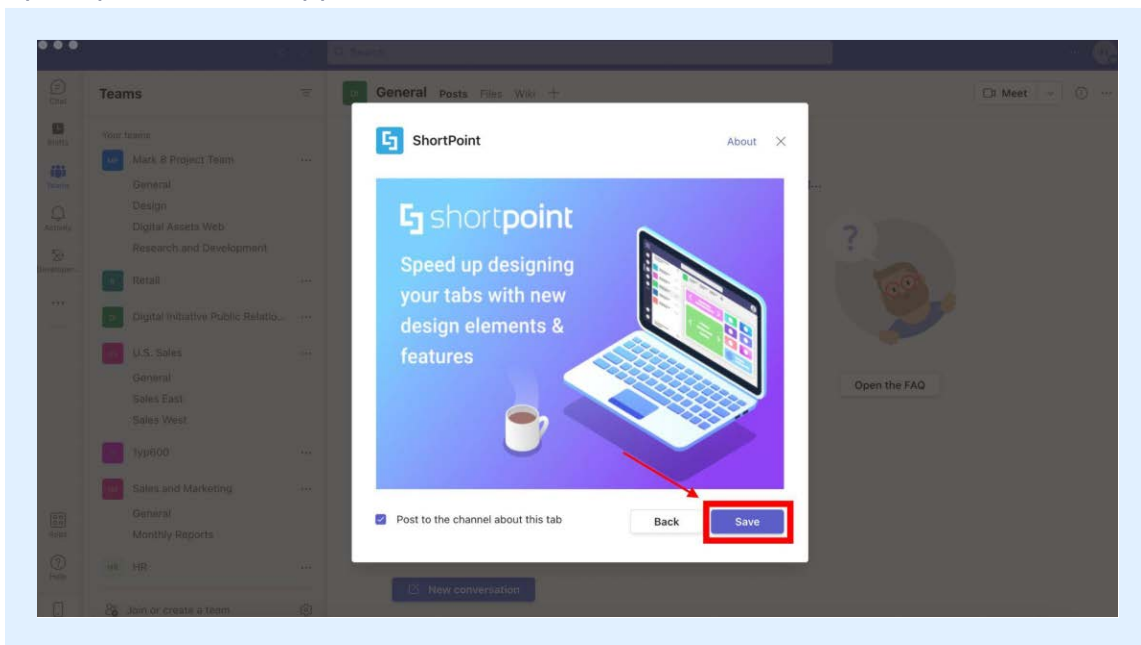 Search
Chat
Teams
Activity
Help
Teams
Your teams
Mark 8 Project Team
General
Design
Digital Assets Web
Research and Development
Retail
Digital Initiative Public Relatio...
U.S. Sales
General
Sales East
Sales West
Sales and Marketing
General
Monthly Reports
HR
Join or create a team
General Posts Files Wiki +
Meet
ShortPoint
About
shortpoint
Speed up designing
your tabs with new
design elements &
features
Post to the channel about this tab
Back
Save
?
Open the FAQ
New conversation